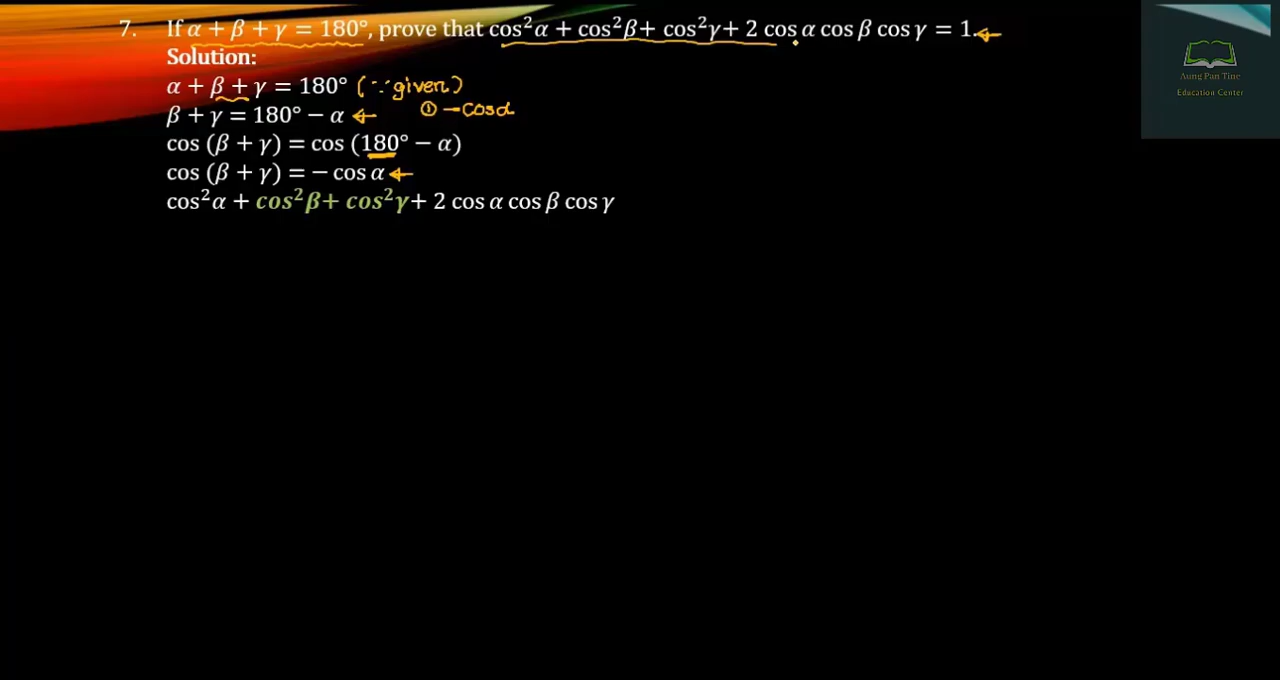 7. If α + β + γ = 180°, prove that cos²α + cos²β+ cos²γ+ 2 cos α cos β cos γ = 1.
Solution:
α + β + γ = 180° (∵ given)
β + γ = 180° − α ① −cosα
cos (β + γ) = cos (180° − α)
cos (β + γ) = − cos α
cos²α + cos²β+ cos²γ+ 2 cos α cos β cos γ
Aung Pan Tine
Education Center